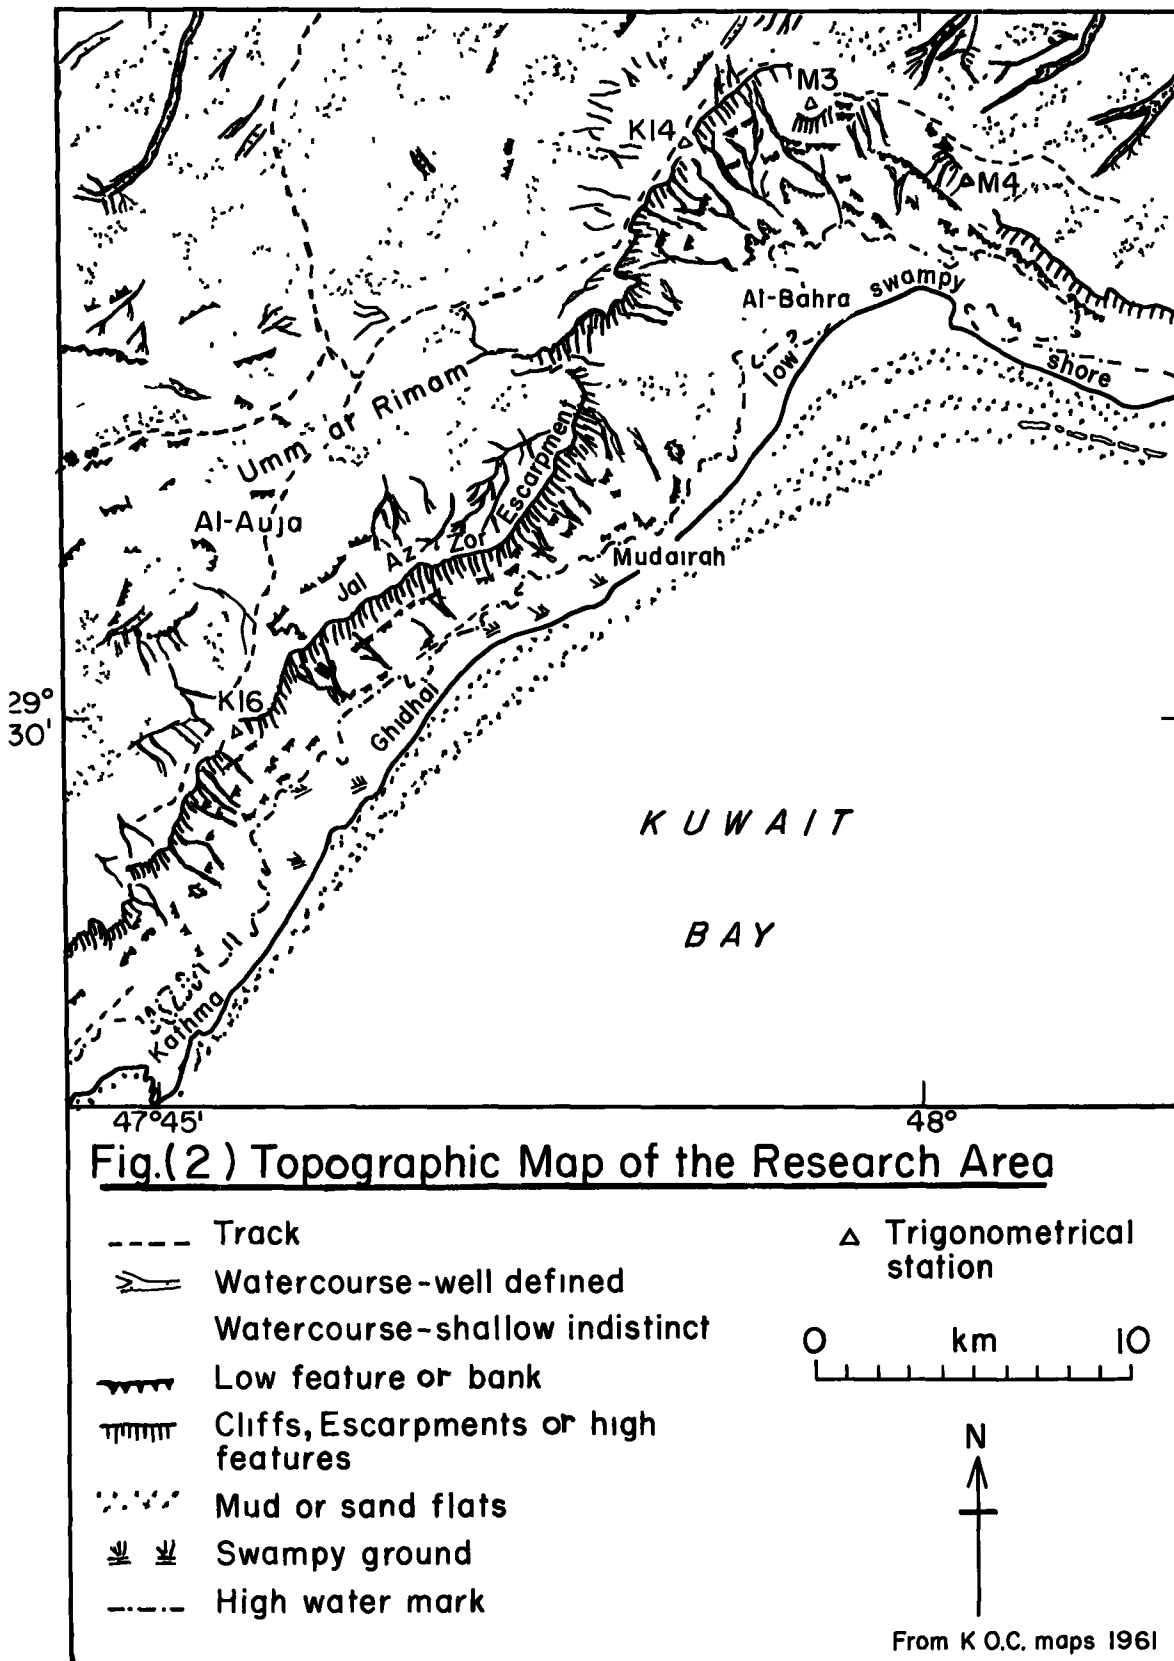 M3
K14
M4
Al-Bahra
swampy
low
shore
Umm ar Rimam
Al-Auja
Jal Az Zor Escarpment
Mudairah
K16
29°
30'
Ghidhai
KUWAIT
BAY
Kathma
47°45'
48°
Fig.(2) Topographic Map of the Research Area
Track
Watercourse-well defined
Watercourse-shallow indistinct
Low feature or bank
Cliffs, Escarpments or high
features
Mud or sand flats
Swampy ground
High water mark
Trigonometrical
station
0 km 10
N
From K O.C. maps 1961